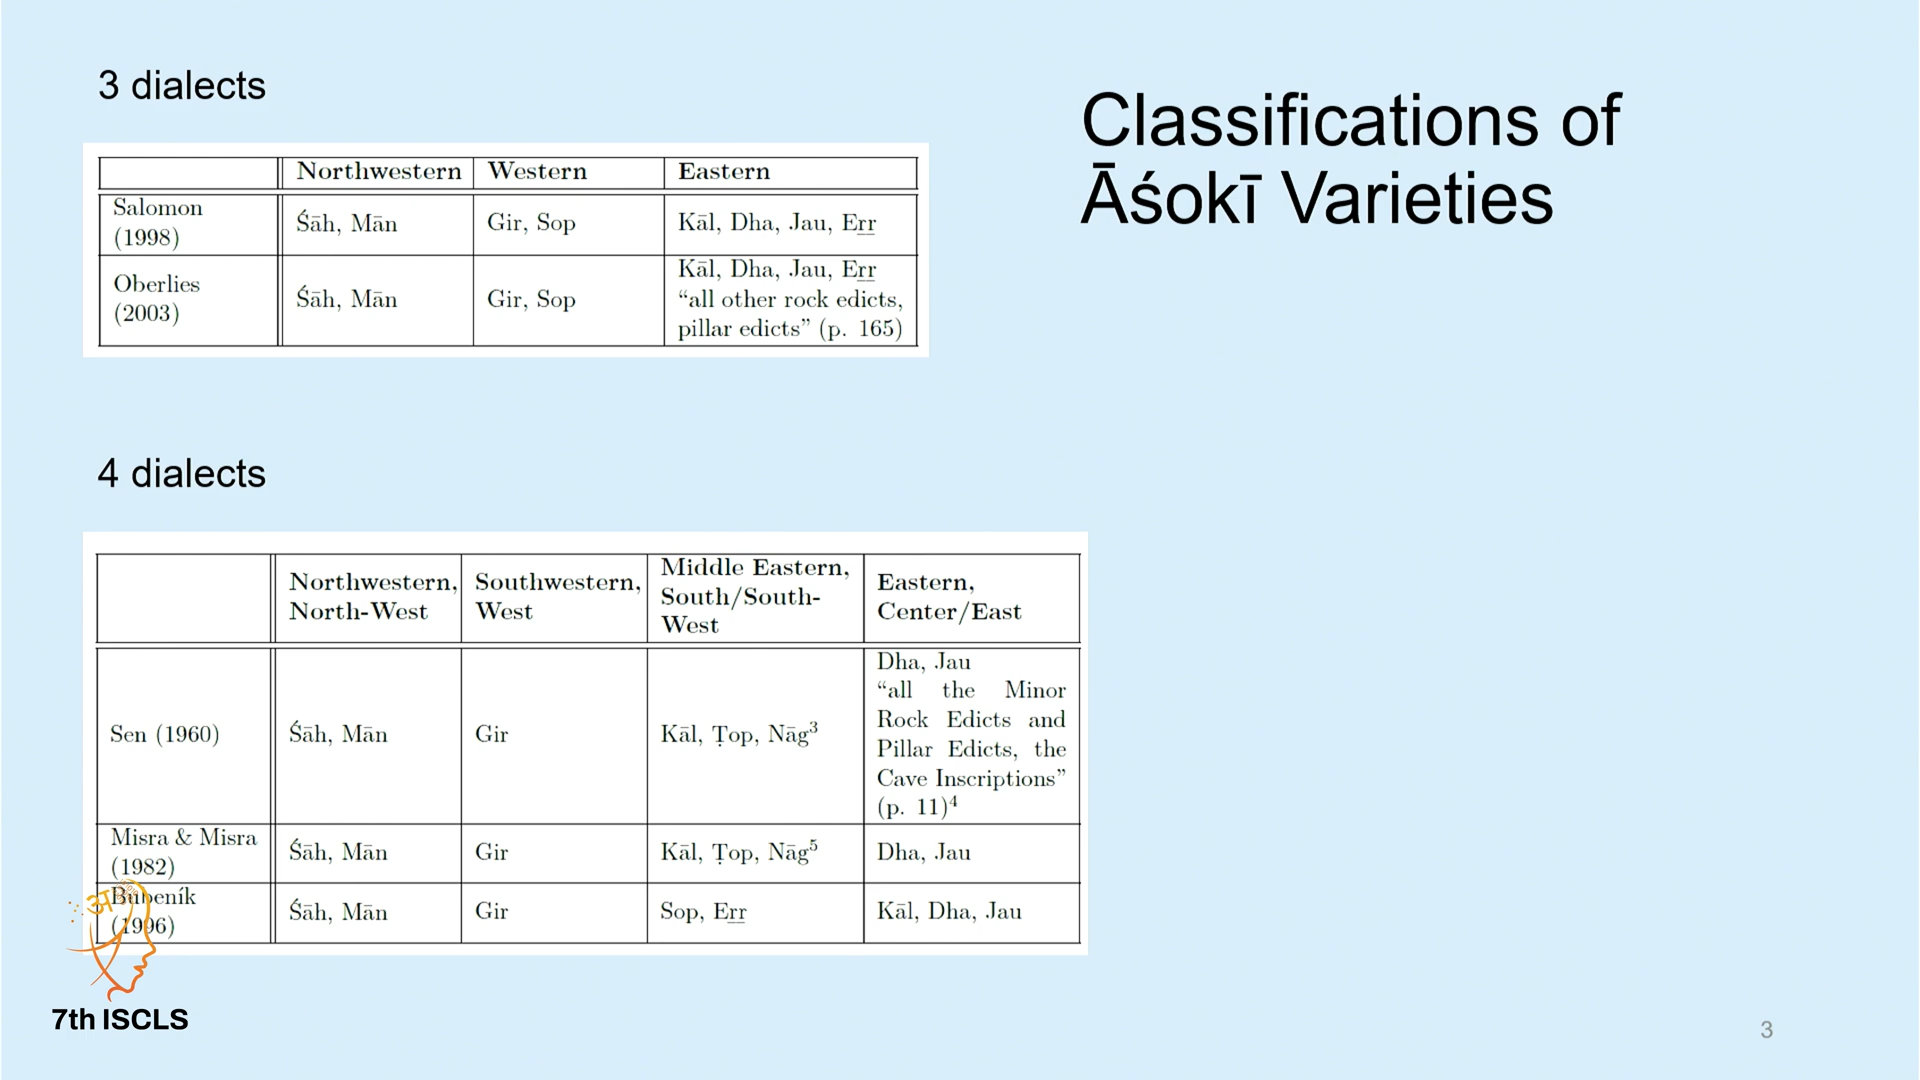 3 dialects
Classifications of
Āśokī Varieties
Northwestern Western Eastern
Salomon
(1998)
Śāh, Mān
Gir, Sop
Kāl, Dha, Jau, Err
Oberlies
(2003)
Śāh, Mān
Gir, Sop
Kāl, Dha, Jau, Err
“all other rock edicts,
pillar edicts” (p. 165)
4 dialects
Northwestern,
North-West
Southwestern,
West
Middle Eastern,
South/South-
West
Eastern,
Center/East
Sen (1960)
Śāh, Mān
Gir
Kāl, Ṭop, Nāg³
Dha, Jau
“all the Minor
Rock Edicts and
Pillar Edicts, the
Cave Inscriptions”
(p. 11)⁴
Misra & Misra
(1982)
Śāh, Mān
Gir
Kāl, Ṭop, Nāg⁵
Dha, Jau
Bubeník
(1996)
Śāh, Mān
Gir
Sop, Err
Kāl, Dha, Jau
अ
7th ISCLS
3